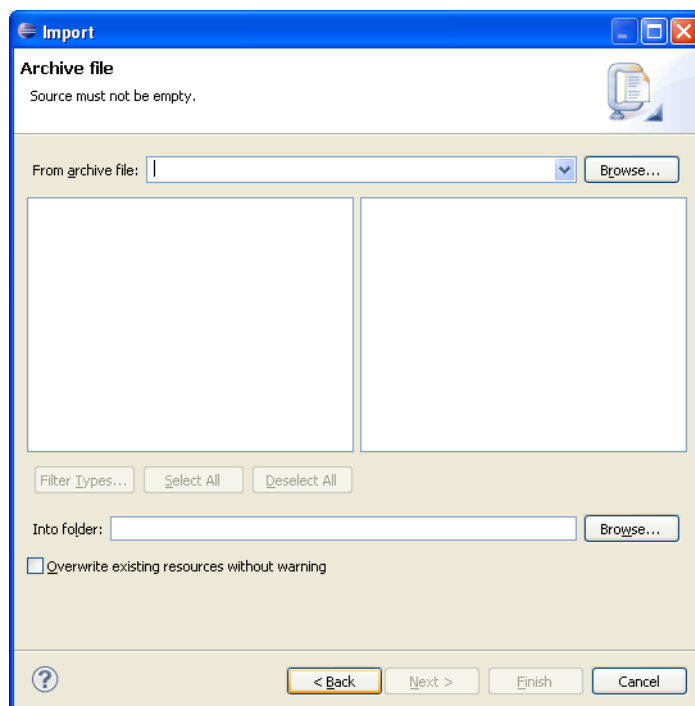 Import
Archive file
Source must not be empty.
From archive file:
Browse...
Filter Types...
Select All
Deselect All
Into folder:
Browse...
Overwrite existing resources without warning
?
< Back
Next >
Finish
Cancel